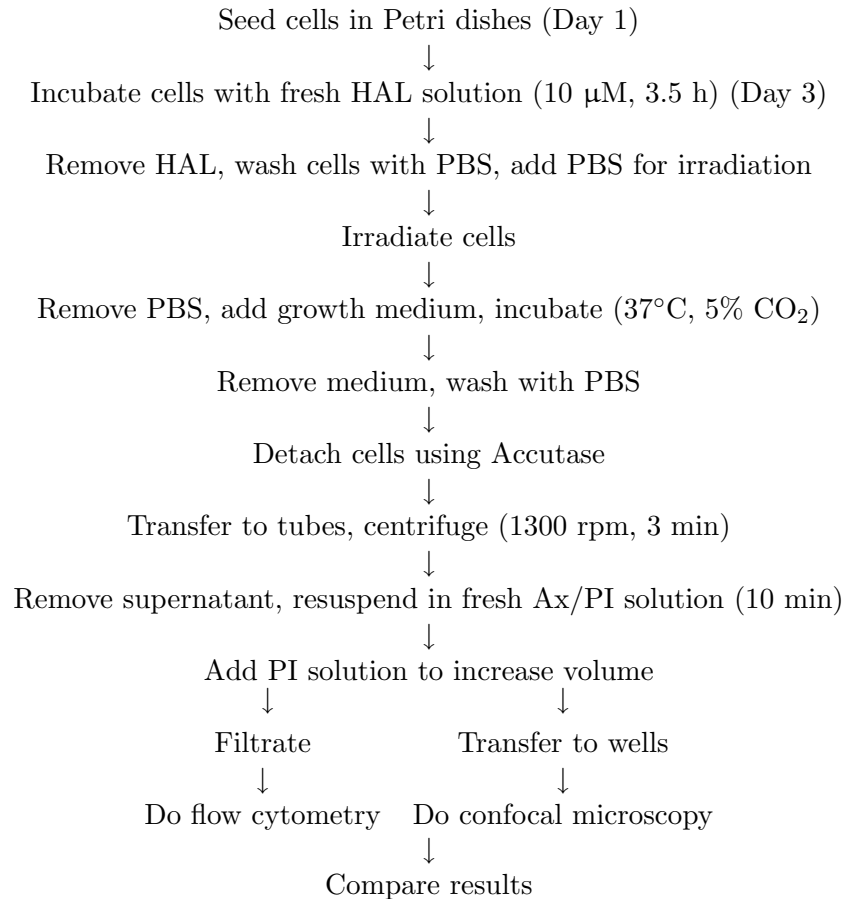 Seed cells in Petri dishes (Day 1)
↓
Incubate cells with fresh HAL solution (10 μM, 3.5 h) (Day 3)
↓
Remove HAL, wash cells with PBS, add PBS for irradiation
↓
Irradiate cells
↓
Remove PBS, add growth medium, incubate (37°C, 5% CO₂)
↓
Remove medium, wash with PBS
↓
Detach cells using Accutase
↓
Transfer to tubes, centrifuge (1300 rpm, 3 min)
↓
Remove supernatant, resuspend in fresh Ax/PI solution (10 min)
↓
Add PI solution to increase volume
↓ ↓
Filtrate Transfer to wells
↓ ↓
Do flow cytometry Do confocal microscopy
↓
Compare results